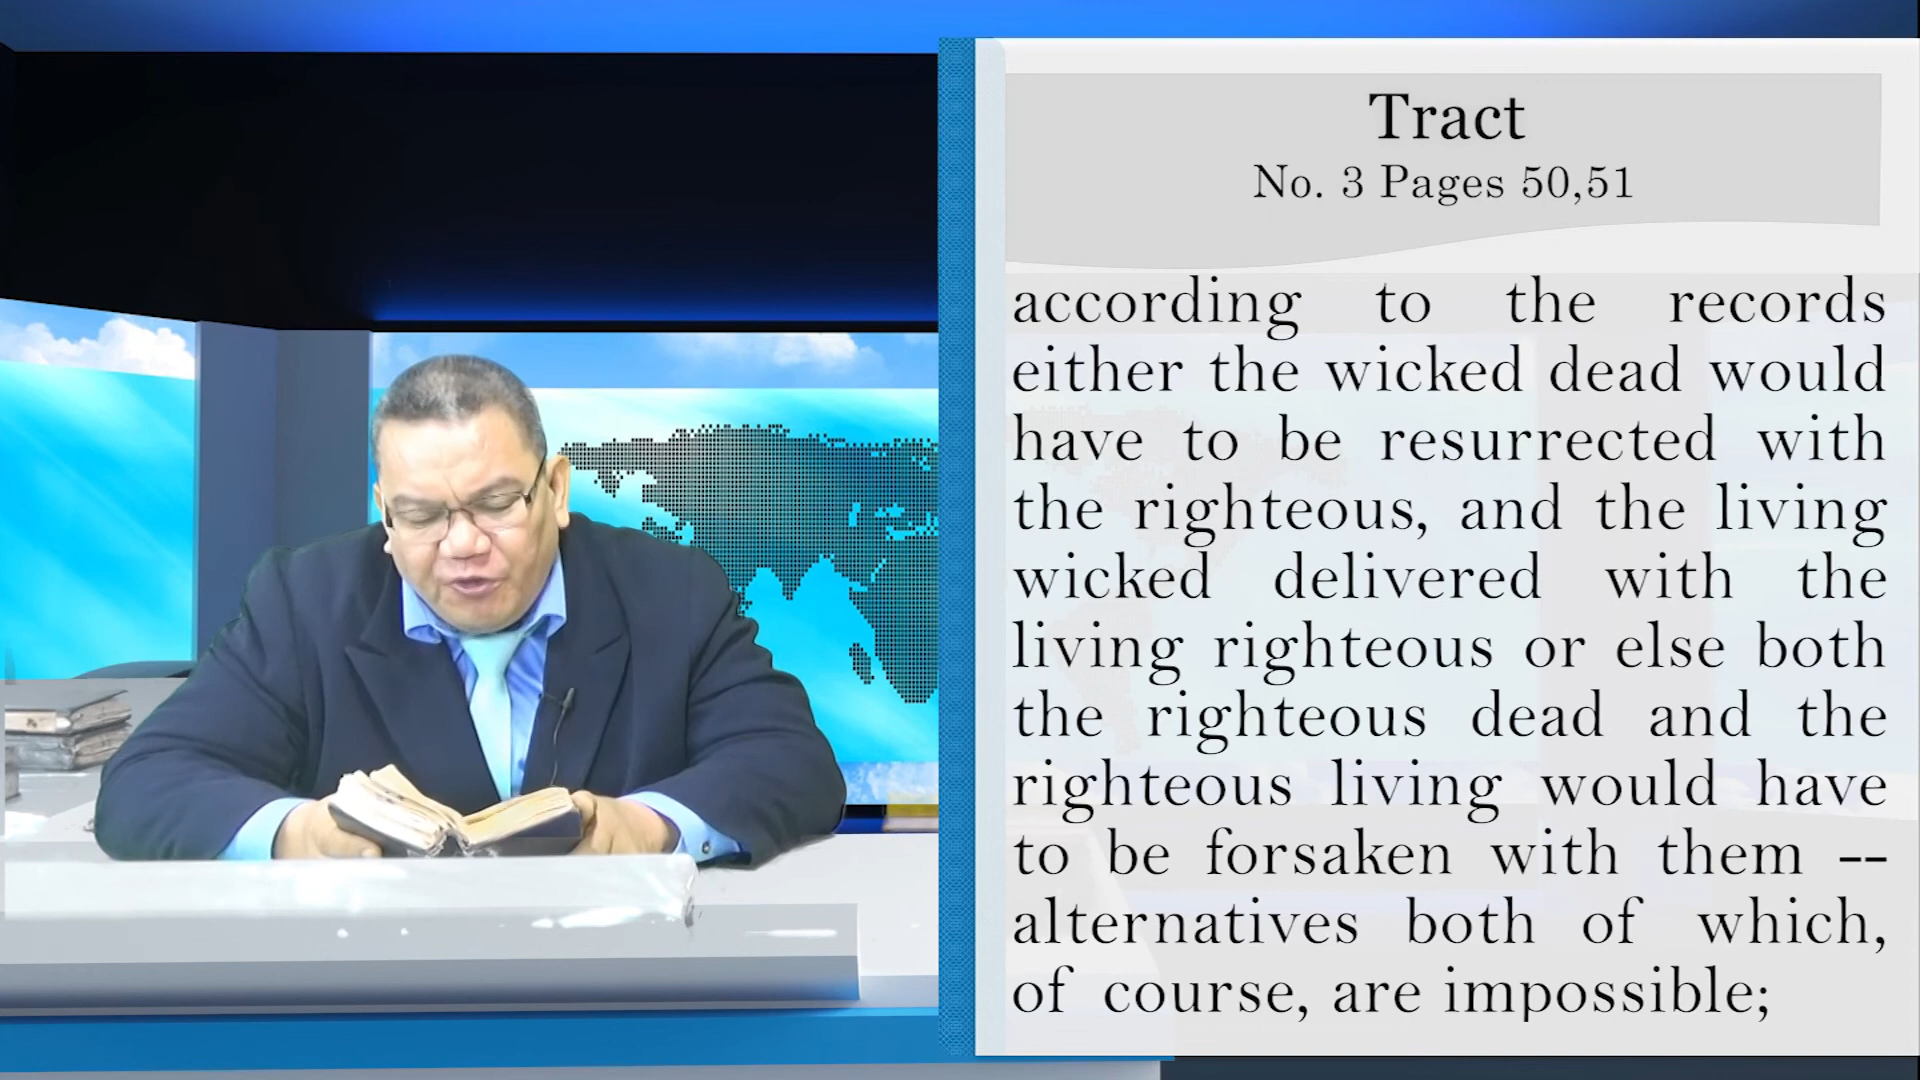 Tract
No. 3 Pages 50,51
according to the records
either the wicked dead would
have to be resurrected with
the righteous, and the living
wicked delivered with the
living righteous or else both
the righteous dead and the
righteous living would have
to be forsaken with them --
alternatives both of which,
of course, are impossible;